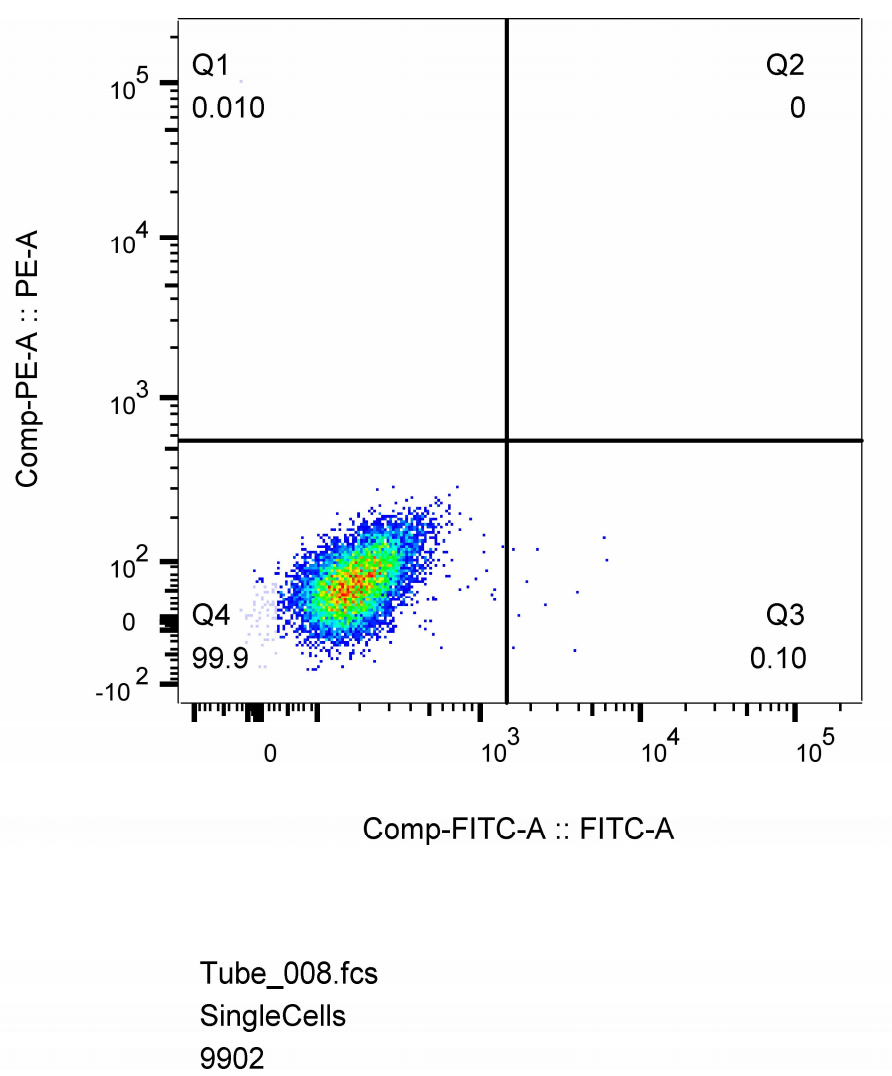 Q1
0.010
Q2
0
10^5
10^4
10^3
10^2
0
-10^2
Comp-PE-A :: PE-A
Q4
99.9
Q3
0.10
0
10^3
10^4
10^5
Comp-FITC-A :: FITC-A
Tube_008.fcs
SingleCells
9902